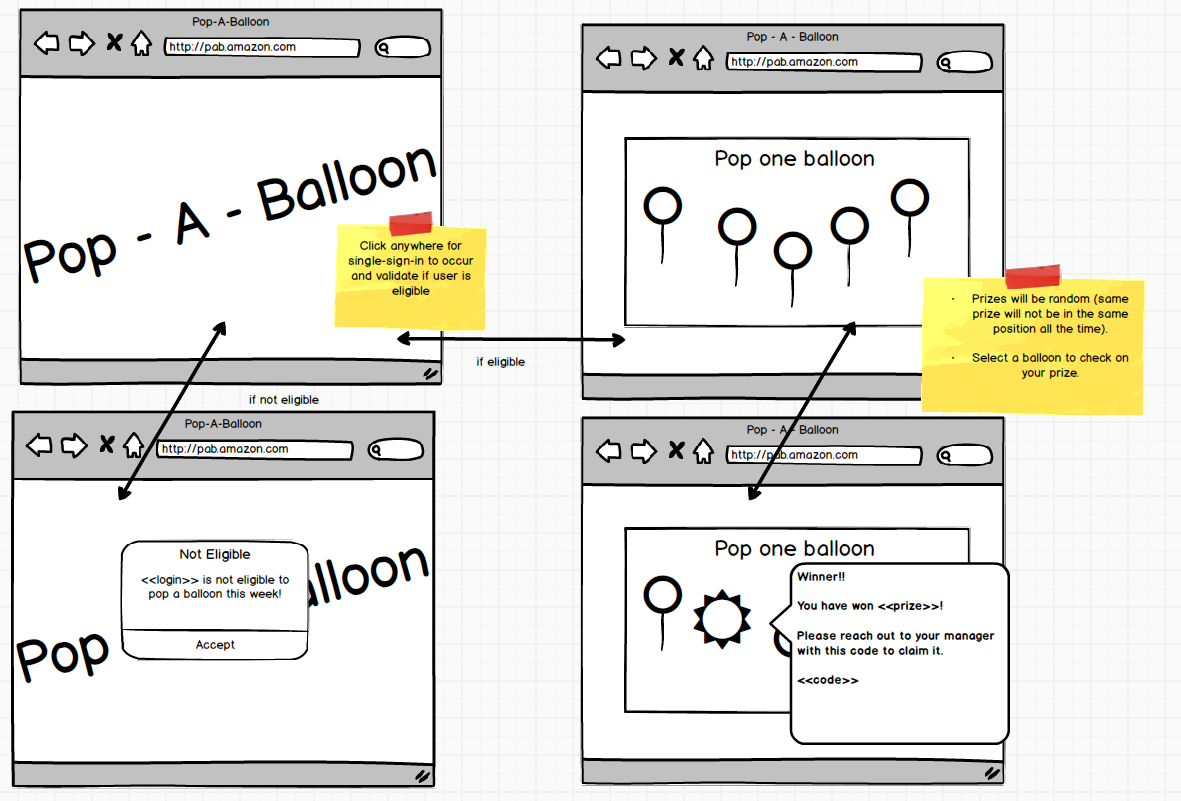 Pop-A-Balloon
http://pab.amazon.com
Pop - A - Balloon
Click anywhere for
single-sign-in to occur
and validate if user is
eligible
if eligible
if not eligible
Pop - A - Balloon
http://pab.amazon.com
Pop one balloon
· Prizes will be random (same
prize will not be in the same
position all the time).
· Select a balloon to check on
your prize.
Pop-A-Balloon
http://pab.amazon.com
Pop
alloon
Not Eligible
<<login>> is not eligible to
pop a balloon this week!
Accept
Pop - A - Balloon
http://pab.amazon.com
Pop one balloon
Winner!!
You have won <<prize>>!
Please reach out to your manager
with this code to claim it.
<<code>>